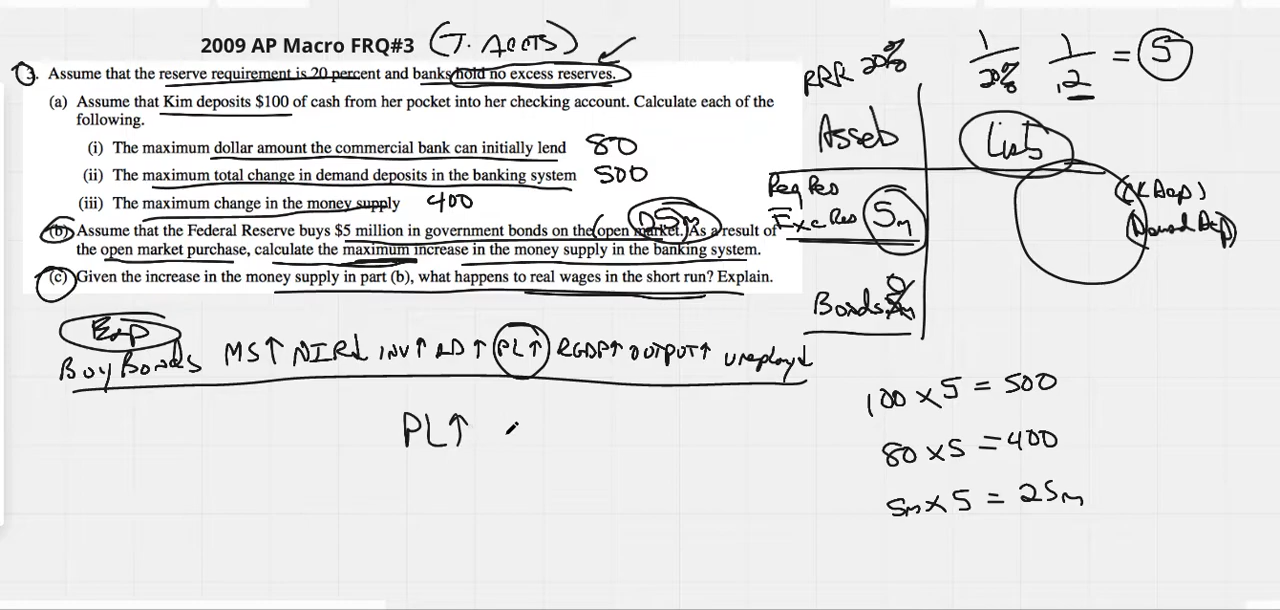 2009 AP Macro FRQ#3 (T. Accts)
3. Assume that the reserve requirement is 20 percent and banks hold no excess reserves.
(a) Assume that Kim deposits $100 of cash from her pocket into her checking account. Calculate each of the
following.
(i) The maximum dollar amount the commercial bank can initially lend 80
(ii) The maximum total change in demand deposits in the banking system 500
(iii) The maximum change in the money supply 400
(b) Assume that the Federal Reserve buys $5 million in government bonds on the open market. As a result of
the open market purchase, calculate the maximum increase in the money supply in the banking system.
(c) Given the increase in the money supply in part (b), what happens to real wages in the short run? Explain.
Exp
Buy Bonds MS↑ NIR↓ INV↑ AD↑ PL↑ RGDP↑ OUTPUT↑ unemploy↓
PL↑
RRR 20%
1/20% 1/.2 = 5
Assets
Req Res
Exc Res 5m
Bonds
100 x 5 = 500
80 x 5 = 400
5m x 5 = 25m